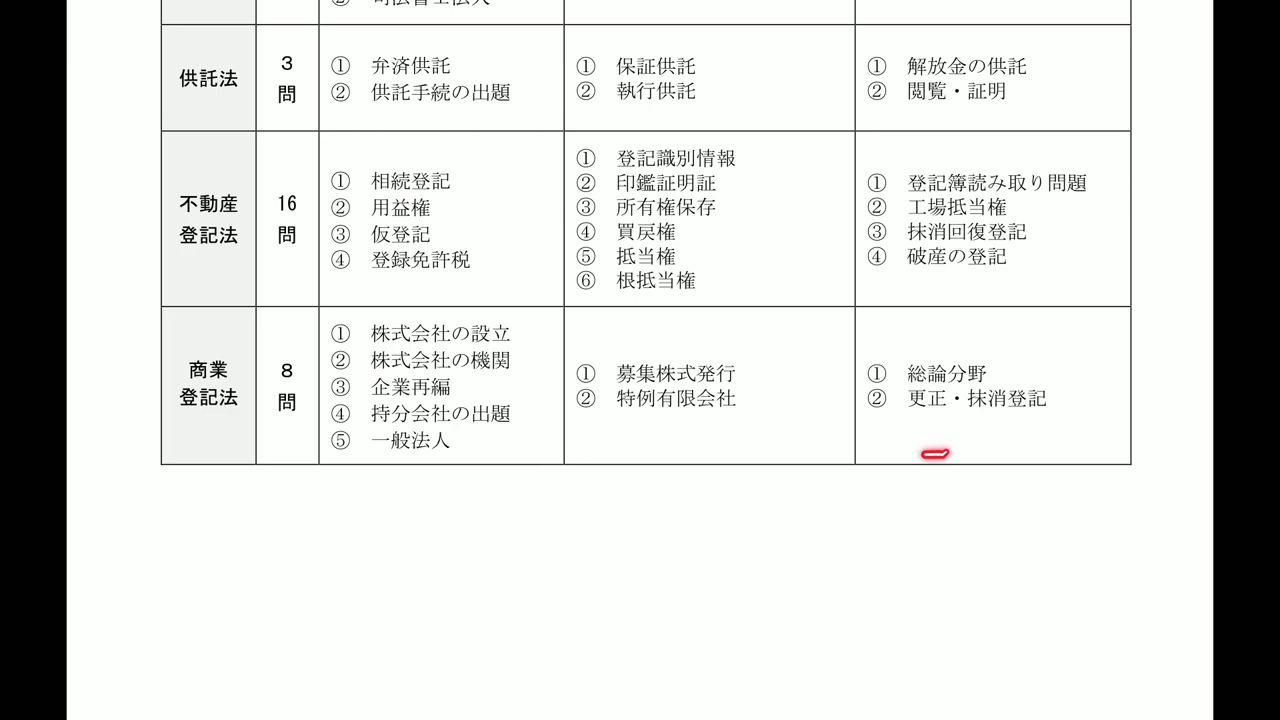 供託法
3
問
① 弁済供託
② 供託手続の出題
① 保証供託
② 執行供託
① 解放金の供託
② 閲覧・証明
不動産
登記法
16
問
① 相続登記
② 用益権
③ 仮登記
④ 登録免許税
① 登記識別情報
② 印鑑証明証
③ 所有権保存
④ 買戻権
⑤ 抵当権
⑥ 根抵当権
① 登記簿読み取り問題
② 工場抵当権
③ 抹消回復登記
④ 破産の登記
商業
登記法
8
問
① 株式会社の設立
② 株式会社の機関
③ 企業再編
④ 持分会社の出題
⑤ 一般法人
① 募集株式発行
② 特例有限会社
① 総論分野
② 更正・抹消登記